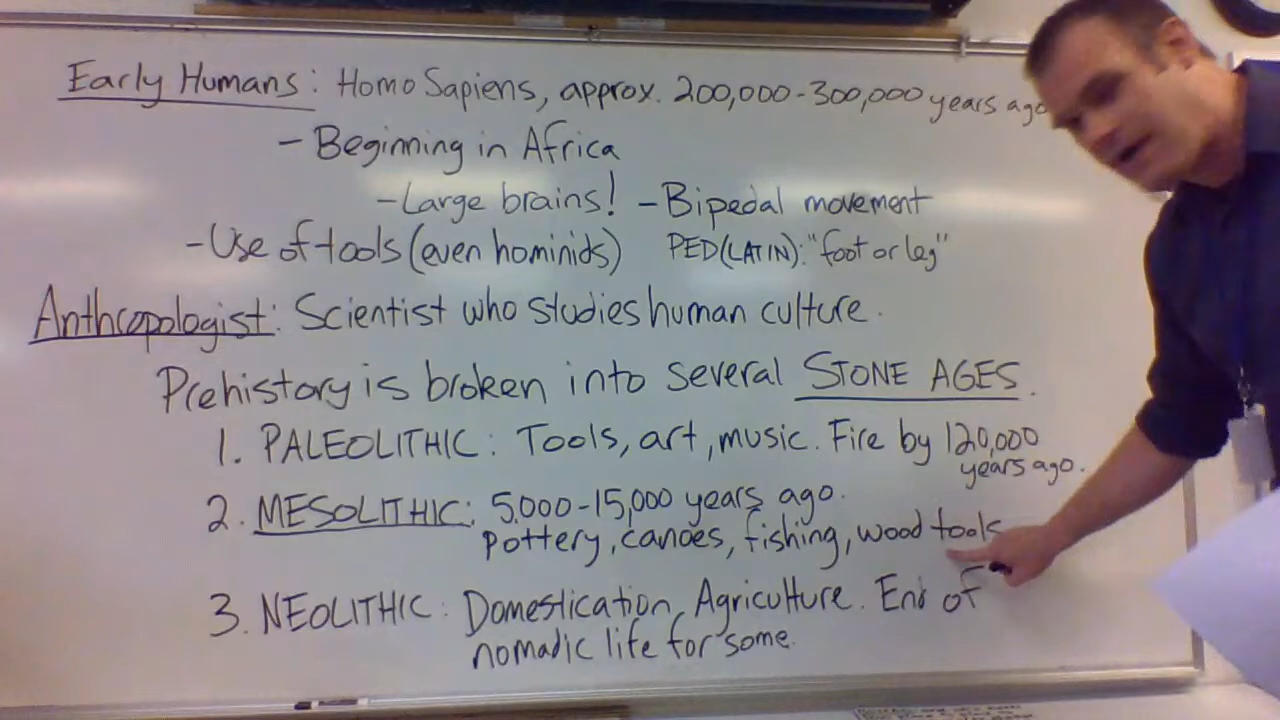 Early Humans: Homo Sapiens, approx. 200,000-300,000 years ago
- Beginning in Africa
- Large brains! - Bipedal movement
- Use of tools (even hominids) PED(LATIN): "foot or leg"
Anthropologist: Scientist who studies human culture.
Prehistory is broken into several STONE AGES.
1. PALEOLITHIC: Tools, art, music. Fire by 120,000
years ago.
2. MESOLITHIC: 5,000-15,000 years ago.
pottery, canoes, fishing, wood tools
3. NEOLITHIC: Domestication, Agriculture. End of
nomadic life for some.